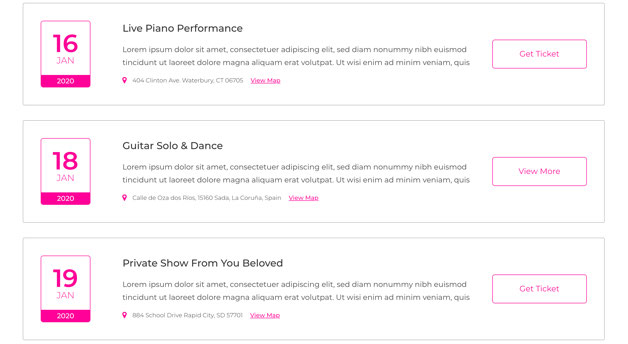 16
JAN
2020
Live Piano Performance
Lorem ipsum dolor sit amet, consectetuer adipiscing elit, sed diam nonummy nibh euismod
tincidunt ut laoreet dolore magna aliquam erat volutpat. Ut wisi enim ad minim veniam, quis
404 Clinton Ave. Waterbury, CT 06705 View Map
Get Ticket
18
JAN
2020
Guitar Solo & Dance
Lorem ipsum dolor sit amet, consectetuer adipiscing elit, sed diam nonummy nibh euismod
tincidunt ut laoreet dolore magna aliquam erat volutpat. Ut wisi enim ad minim veniam, quis
Calle de Oza dos Ríos, 15160 Sada, La Coruña, Spain View Map
View More
19
JAN
2020
Private Show From You Beloved
Lorem ipsum dolor sit amet, consectetuer adipiscing elit, sed diam nonummy nibh euismod
tincidunt ut laoreet dolore magna aliquam erat volutpat. Ut wisi enim ad minim veniam, quis
884 School Drive Rapid City, SD 57701 View Map
Get Ticket